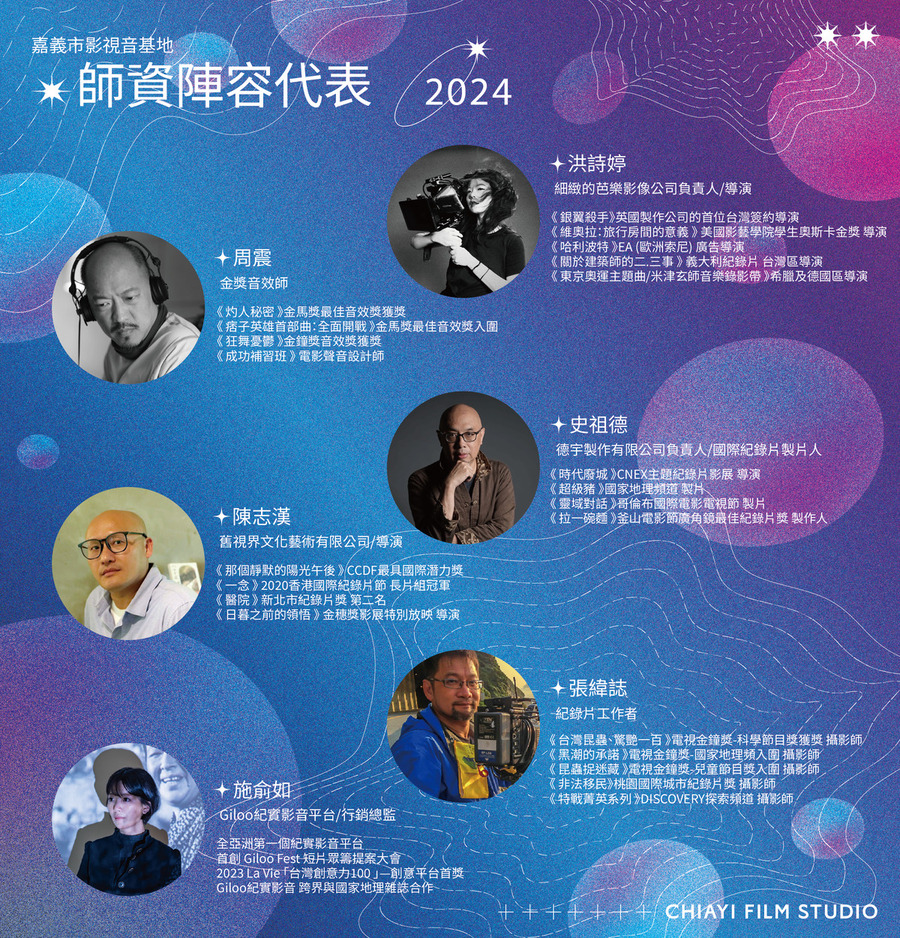 嘉義市影視音基地
師資陣容代表 2024
洪詩婷
細緻的芭樂影像公司負責人/導演
《銀翼殺手》英國製作公司的首位台灣簽約導演
《維奧拉：旅行房間的意義》美國影藝學院學生奧斯卡金獎 導演
《哈利波特》EA (歐洲索尼) 廣告導演
《關於建築師的二.三事》義大利紀錄片 台灣區導演
《東京奧運主題曲/米津玄師音樂錄影帶》希臘及德國區導演
周震
金獎音效師
《灼人秘密》金馬獎最佳音效獎獲獎
《痞子英雄首部曲：全面開戰》金馬獎最佳音效獎入圍
《狂舞憂鬱》金鐘獎音效獎獲獎
《成功補習班》電影聲音設計師
史祖德
德宇製作有限公司負責人/國際紀錄片製片人
《時代廢城》CNEX主題紀錄片影展 導演
《超級豬》國家地理頻道 製片
《靈域對話》哥倫布國際電影電視節 製片
《拉一碗麵》釜山電影節廣角鏡最佳紀錄片獎 製作人
陳志漢
舊視界文化藝術有限公司/導演
《那個靜默的陽光午後》CCDF最具國際潛力獎
《一念》2020香港國際紀錄片節 長片組冠軍
《醫院》新北市紀錄片獎 第二名
《日暮之前的領悟》金穗獎影展特別放映 導演
張緯誌
紀錄片工作者
《台灣昆蟲、驚艷一百》電視金鐘獎-科學節目獎獲獎 攝影師
《黑潮的承諾》電視金鐘獎-國家地理頻入圍 攝影師
《昆蟲捉迷藏》電視金鐘獎-兒童節目獎入圍 攝影師
《非法移民》桃園國際城市紀錄片獎 攝影師
《特戰菁英系列》DISCOVERY探索頻道 攝影師
施俞如
Giloo紀實影音平台/行銷總監
全亞洲第一個紀實影音平台
首創 Giloo Fest 短片眾籌提案大會
2023 La Vie「台灣創意力100」—創意平台首獎
Giloo紀實影音 跨界與國家地理雜誌合作
CHIAYI FILM STUDIO